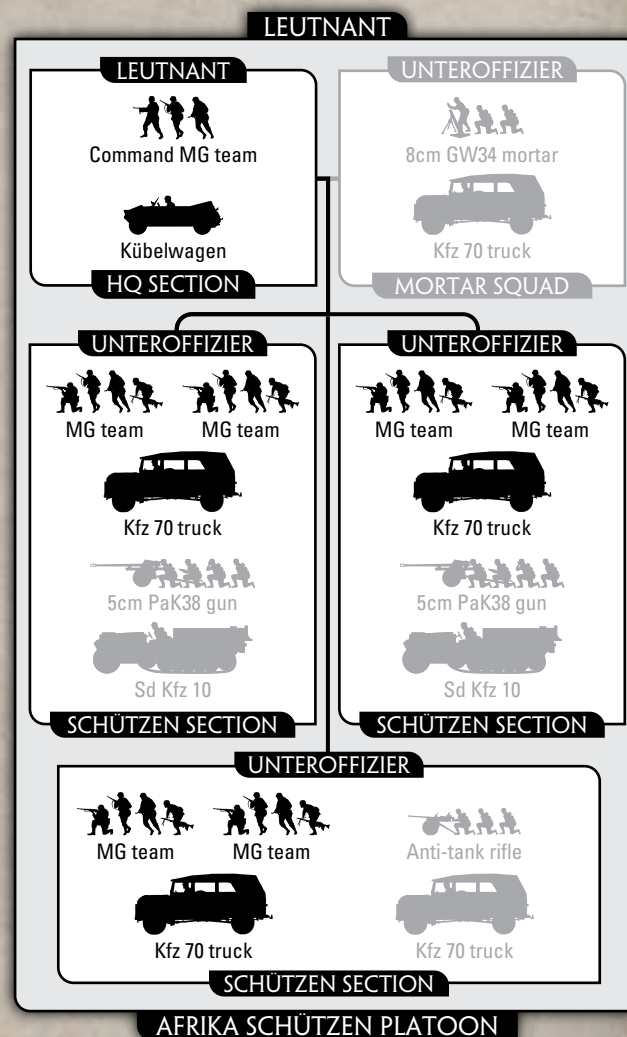 LEUTNANT
LEUTNANT
Command MG team
Kübelwagen
HQ SECTION
UNTEROFFIZIER
8cm GW34 mortar
Kfz 70 truck
MORTAR SQUAD
UNTEROFFIZIER
MG team MG team
Kfz 70 truck
5cm PaK38 gun
Sd Kfz 10
SCHÜTZEN SECTION
UNTEROFFIZIER
MG team MG team
Kfz 70 truck
5cm PaK38 gun
Sd Kfz 10
SCHÜTZEN SECTION
UNTEROFFIZIER
MG team MG team
Kfz 70 truck
Anti-tank rifle
Kfz 70 truck
SCHÜTZEN SECTION
AFRIKA SCHÜTZEN PLATOON